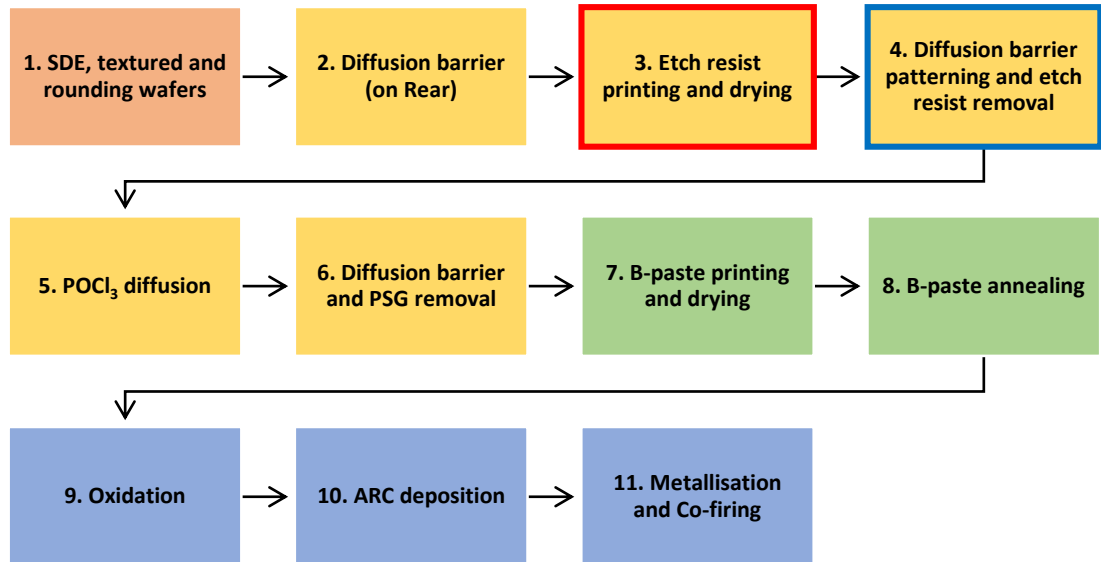 1. SDE, textured and
rounding wafers
2. Diffusion barrier
(on Rear)
3. Etch resist
printing and drying
4. Diffusion barrier
patterning and etch
resist removal
5. POCl₃ diffusion
6. Diffusion barrier
and PSG removal
7. B-paste printing
and drying
8. B-paste annealing
9. Oxidation
10. ARC deposition
11. Metallisation
and Co-firing